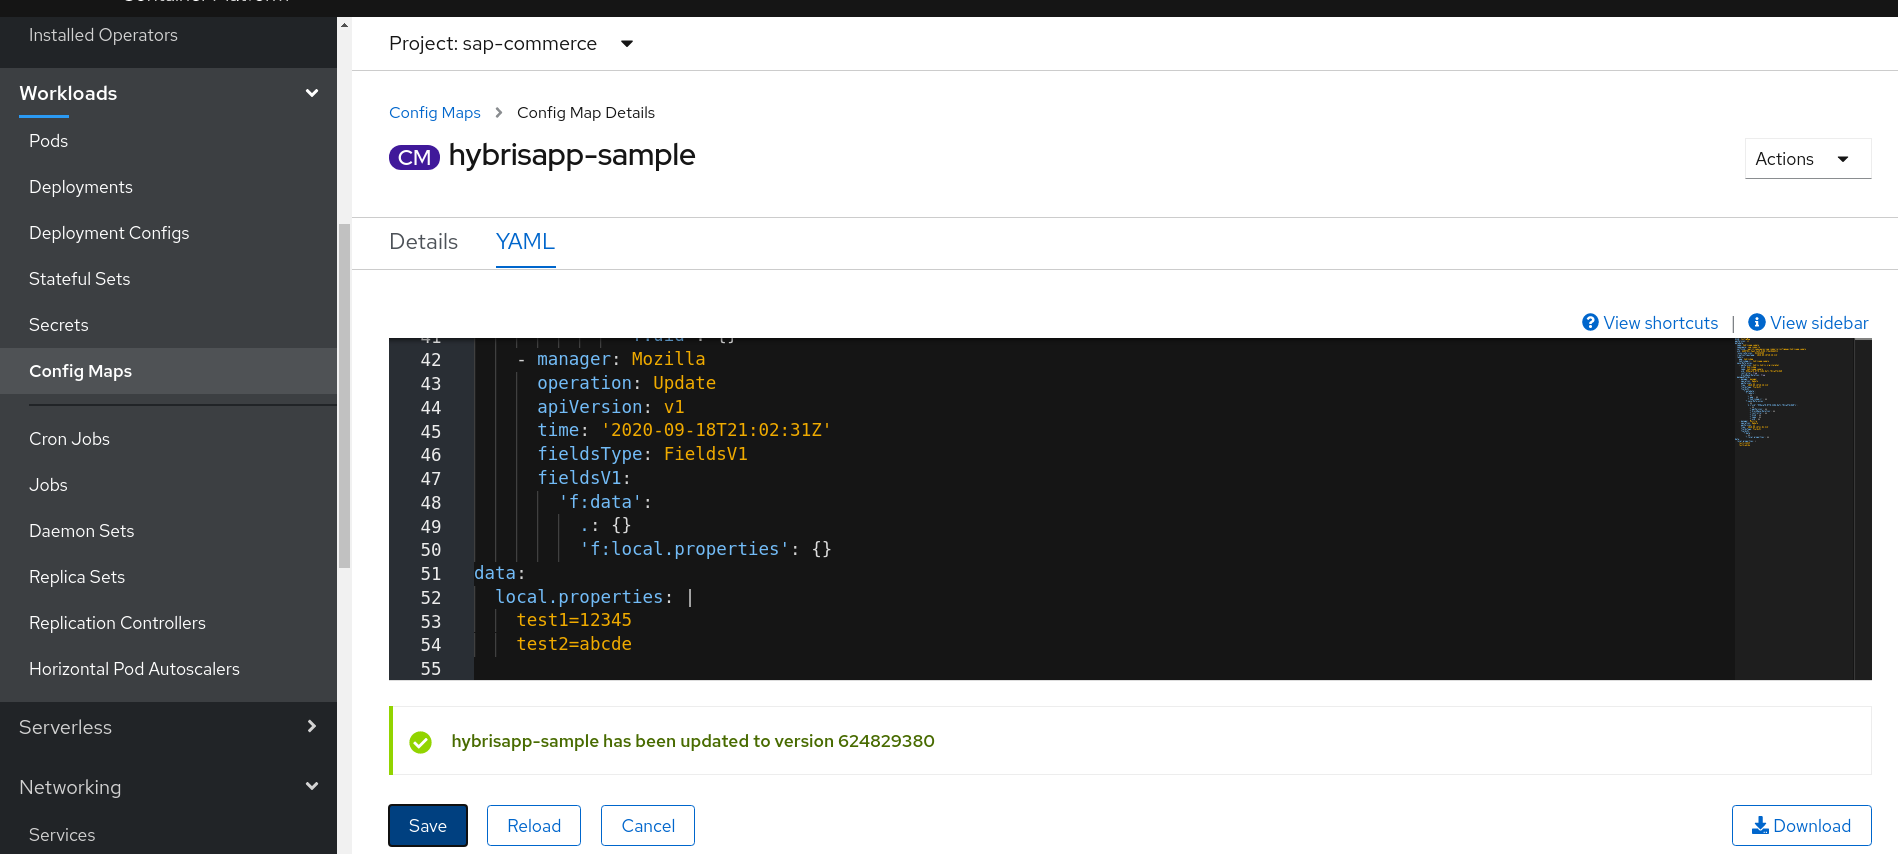 Container Platform
Installed Operators
Workloads
Pods
Deployments
Deployment Configs
Stateful Sets
Secrets
Config Maps
Cron Jobs
Jobs
Daemon Sets
Replica Sets
Replication Controllers
Horizontal Pod Autoscalers
Serverless
Networking
Services
Project: sap-commerce
Config Maps > Config Map Details
CM hybrisapp-sample
Actions
Details YAML
View shortcuts | View sidebar
41 'f:uid': {}
42 - manager: Mozilla
43 operation: Update
44 apiVersion: v1
45 time: '2020-09-18T21:02:31Z'
46 fieldsType: FieldsV1
47 fieldsV1:
48 'f:data':
49 .: {}
50 'f:local.properties': {}
51 data:
52 local.properties: |
53 test1=12345
54 test2=abcde
55
hybrisapp-sample has been updated to version 624829380
Save Reload Cancel Download